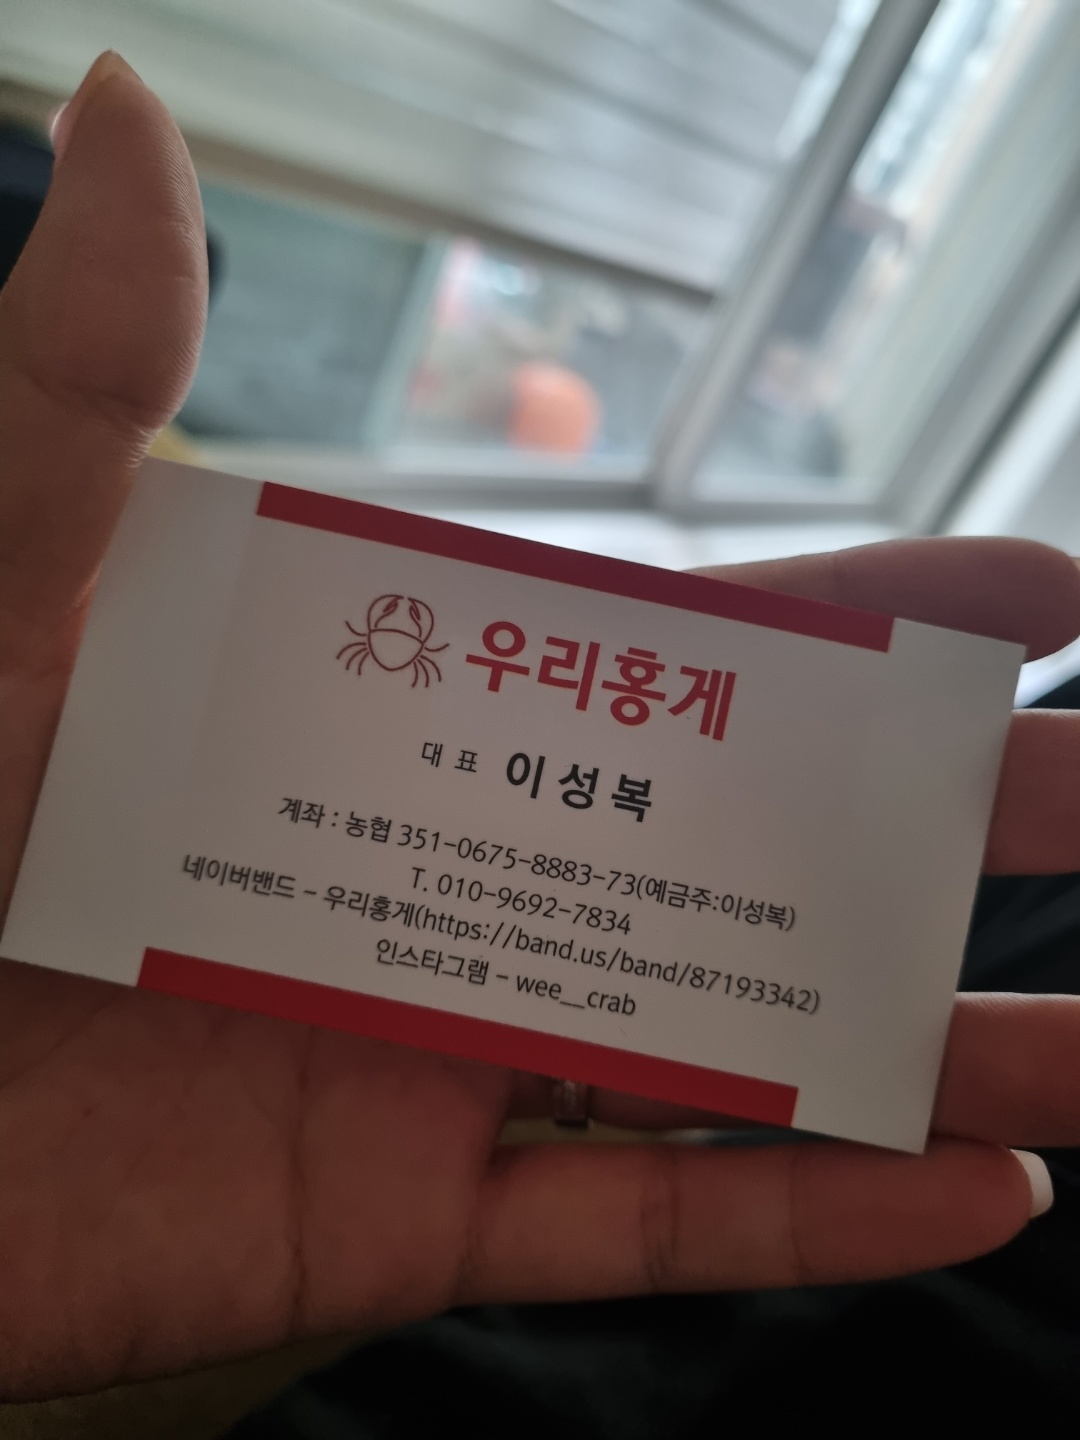 우리홍게
대 표 이성복
계좌 : 농협 351-0675-8883-73(예금주:이성복)
T. 010-9692-7834
네이버밴드 - 우리홍게(https://band.us/band/87193342)
인스타그램 - wee__crab